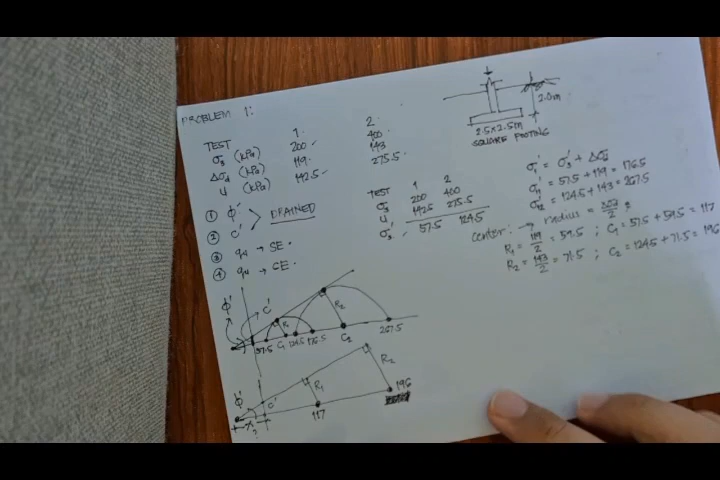 PROBLEM 1:
TEST 1. 2.
σ3 (kPa) 200 400
Δσd (kPa) 119. 143
u (kPa) 142.5 275.5
① φ'
② c'
> DRAINED
③ qu → SE
④ qu → CE
TEST 1 2
σ3 200 400
u 142.5 275.5
σ3' 57.5 124.5
2.0m
2.5 x 2.5m
SQUARE FOOTING
σ1' = σ3' + Δσd
σ11' = 57.5 + 119 = 176.5
σ12' = 124.5 + 143 = 267.5
center: → radius =
R1 = 119/2 = 59.5 ; C1 = 57.5 + 59.5 = 117
R2 = 143/2 = 71.5 ; C2 = 124.5 + 71.5 = 196
φ' c' R1 R2
57.5 C1 124.5 176.5 C2 267.5
φ' c' R1 R2
x
?
117 196